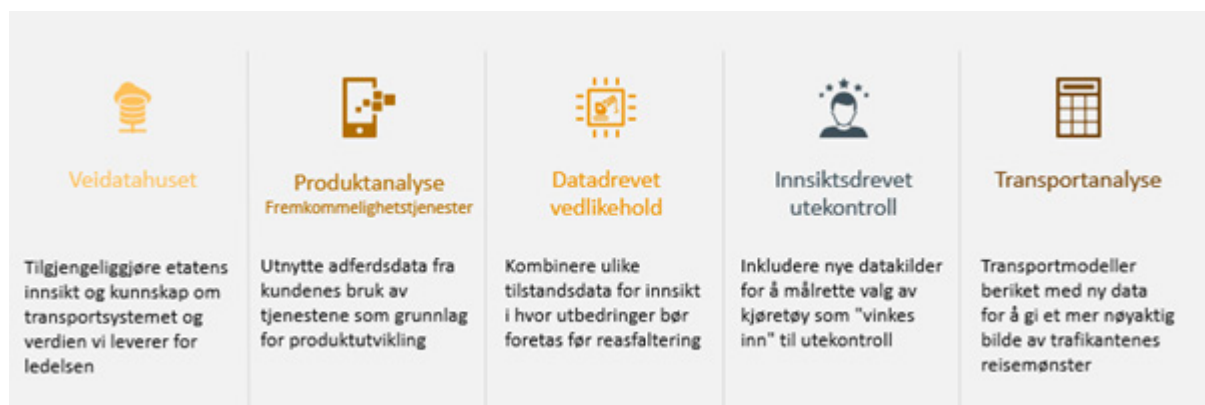 Veidatahuset
Tilgjengeliggjøre etatens
innsikt og kunnskap om
transportsystemet og
verdien vi leverer for
ledelsen
Produktanalyse
Fremkommelighetstjenester
Utnytte adferdsdata fra
kundenes bruk av
tjenestene som grunnlag
for produktutvikling
Datadrevet
vedlikehold
Kombinere ulike
tilstandsdata for innsikt
i hvor utbedringer bør
foretas før reasfaltering
Innsiktsdrevet
utekontroll
Inkludere nye datakilder
for å målrette valg av
kjøretøy som "vinkes
inn" til utekontroll
Transportanalyse
Transportmodeller
beriket med ny data
for å gi et mer nøyaktig
bilde av trafikantenes
reisemønster